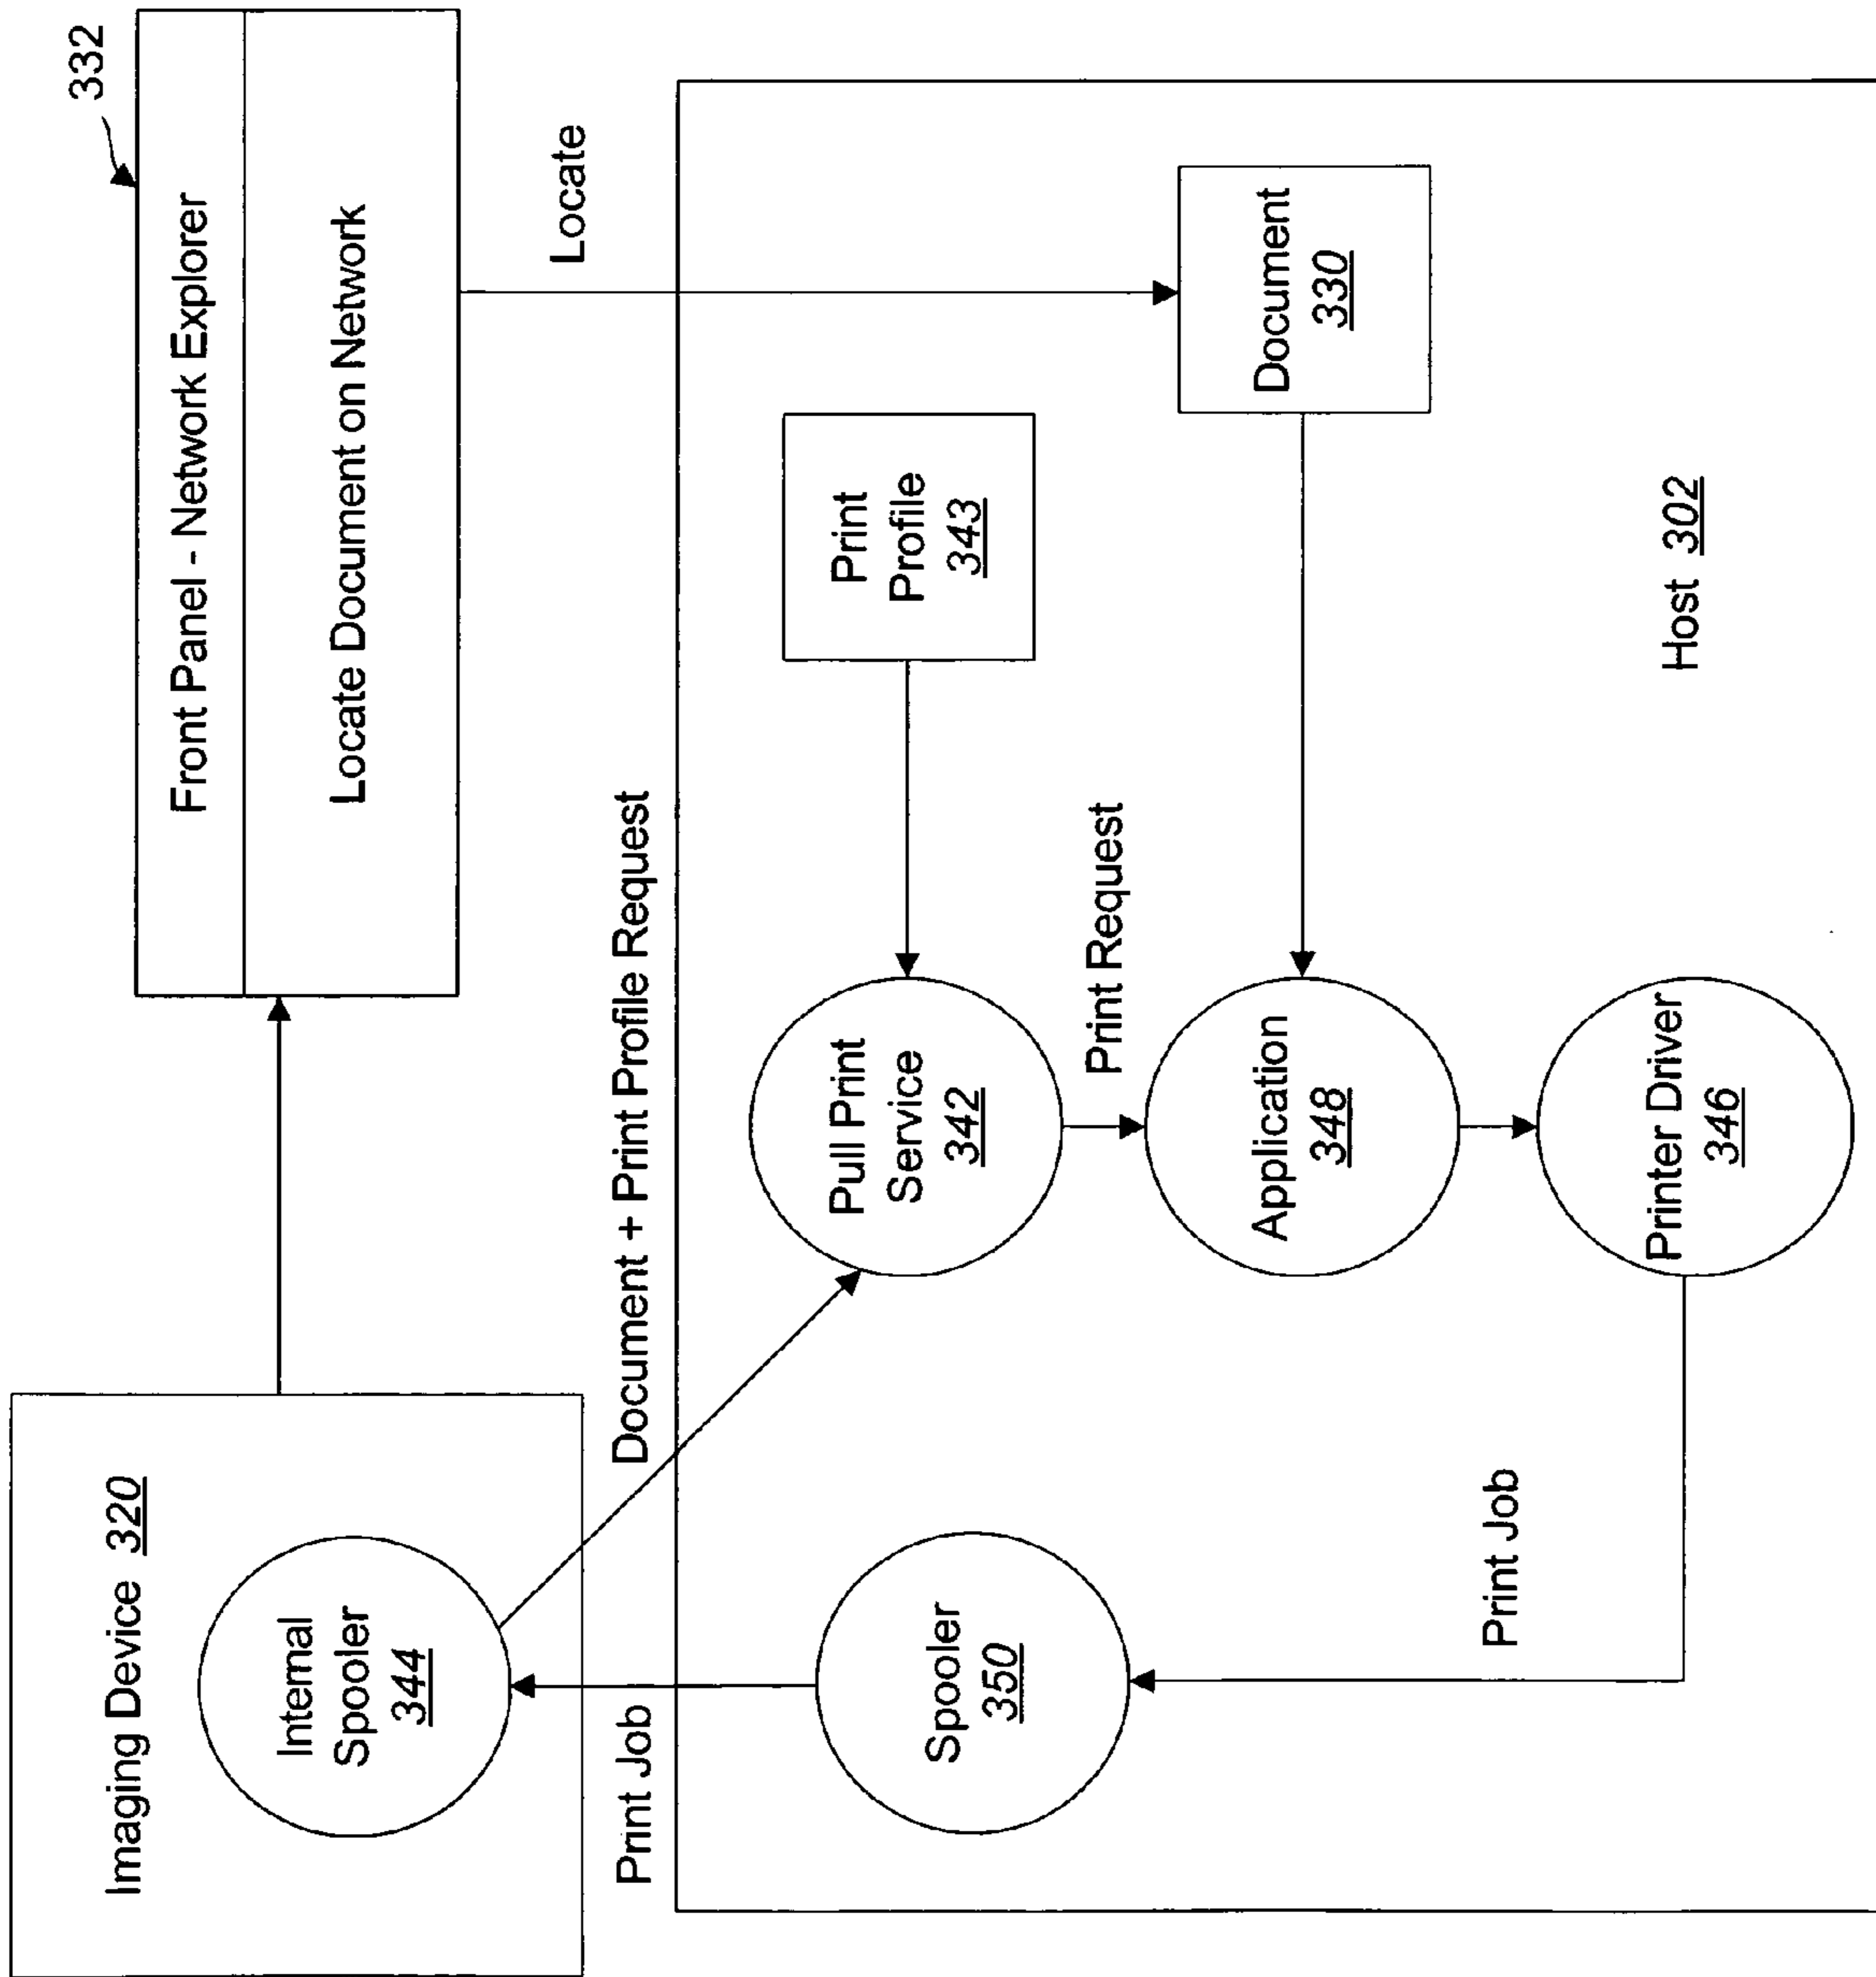 332
Front Panel - Network Explorer
Locate Document on Network
Imaging Device 320
Internal
Spooler
344
Locate
Document + Print Profile Request
Print Job
Print
Profile
343
Pull Print
Service
342
Spooler
350
Document
330
Print Request
Application
348
Print Job
Printer Driver
346
Host 302